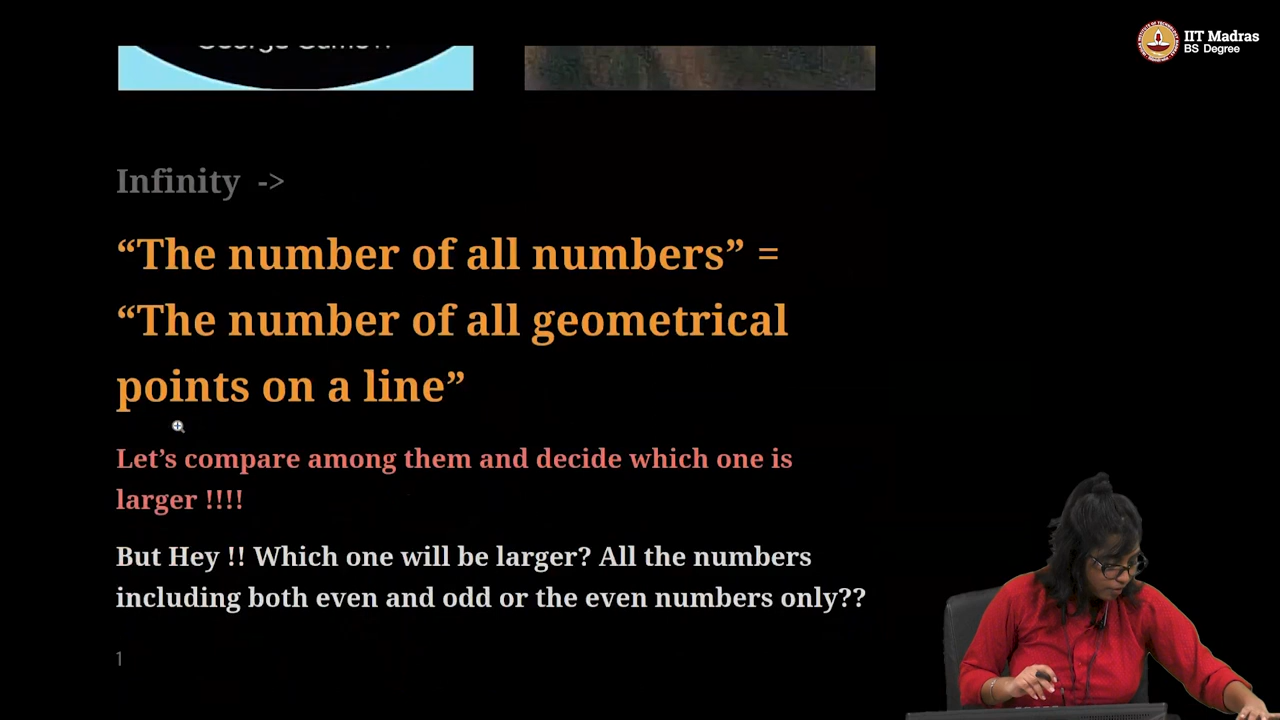 George Gamow
IIT Madras
BS Degree
Infinity ->
“The number of all numbers” =
“The number of all geometrical
points on a line”
Let’s compare among them and decide which one is
larger !!!!
But Hey !! Which one will be larger? All the numbers
including both even and odd or the even numbers only??
1